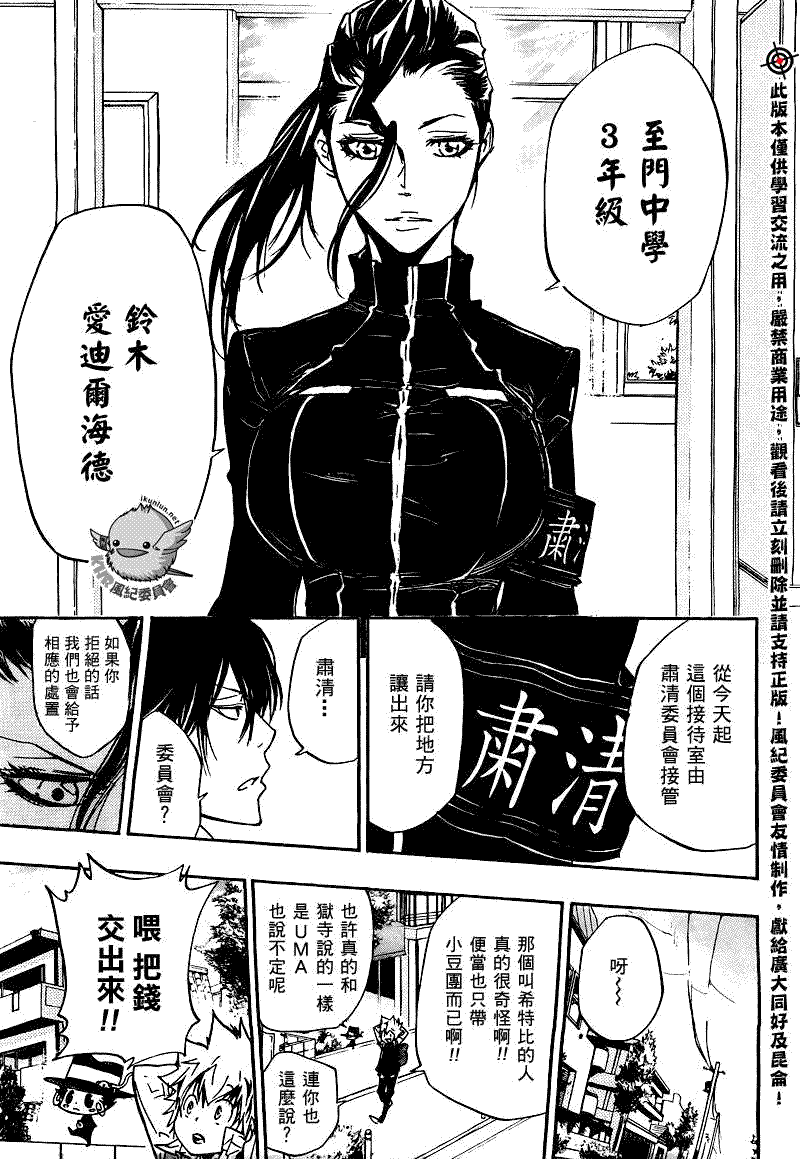 至門中學
3年級
鈴木
愛迪爾海德
肅清
ikunlun.net
KHR風紀委員會
從今天起
這個接待室由
肅清委員會接管
肅清
請你把地方
讓出來
肅清…
委員會?
如果你
拒絕的話
我們也會給予
相應的處置
呀~
那個叫希特比的人
真的很奇怪啊!!
便當也只帶
小豆團而已啊!!
也許真的和
獄寺說的一樣
是UMA
也說不定呢
連你也
這麼說?
喂 把錢
交出來!!
此版本僅供學習交流之用,嚴禁商業用途,觀看後請立刻刪除並請支持正版!風紀委員會友情制作,獻給廣大同好及昆侖!